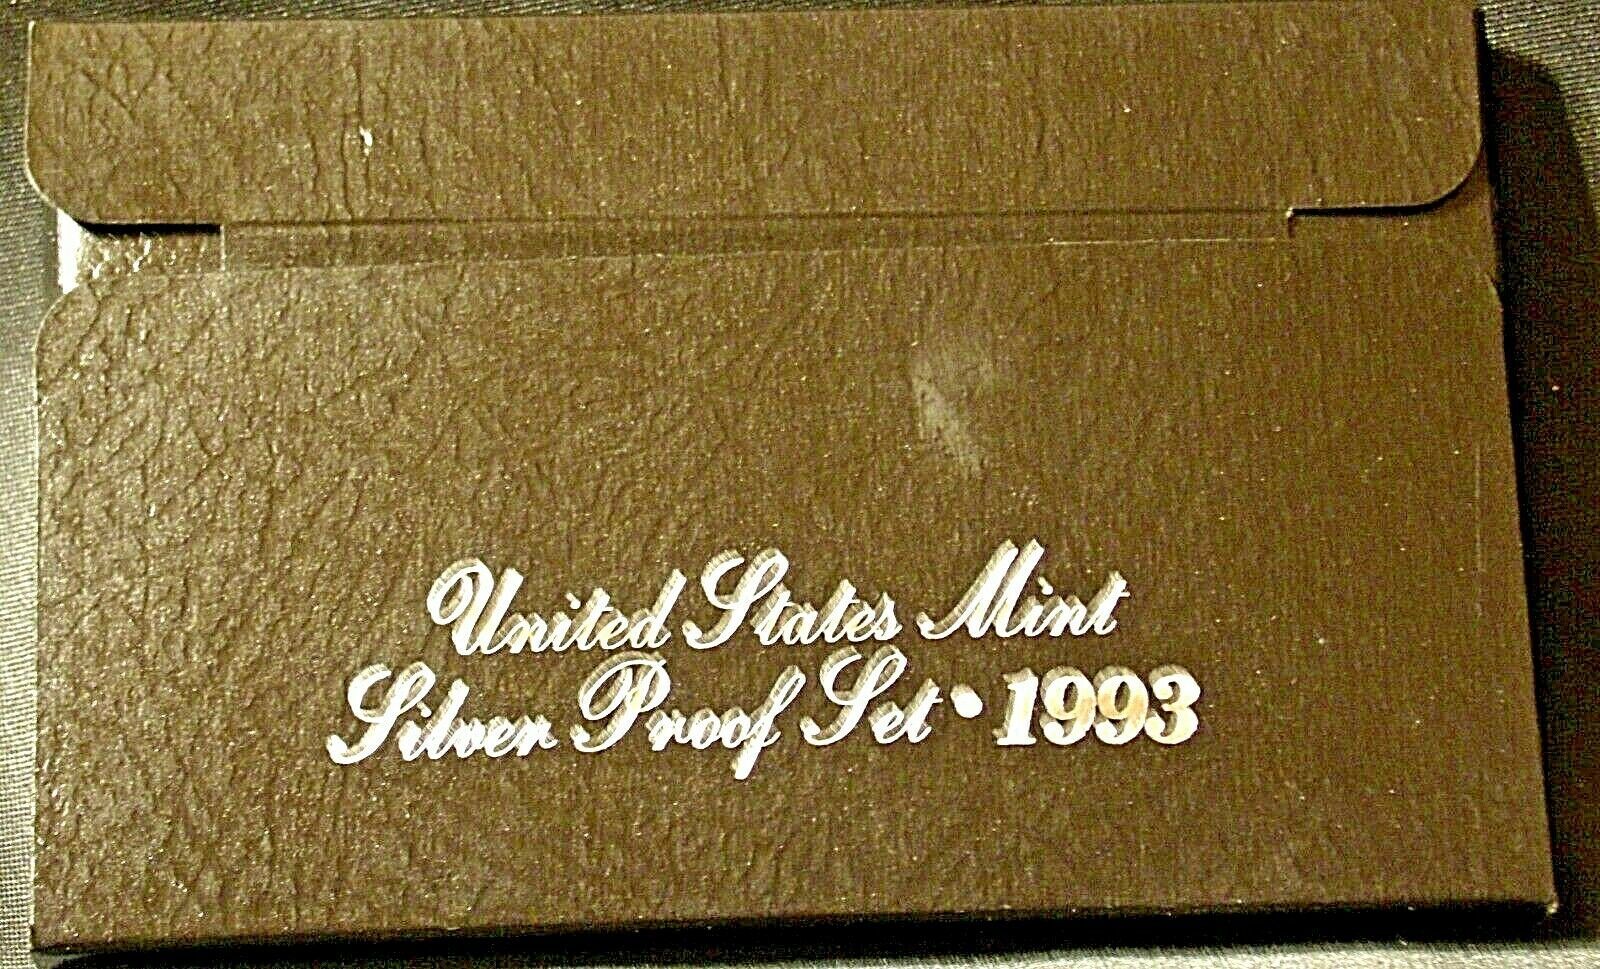 United States Mint
Silver Proof Set • 1993